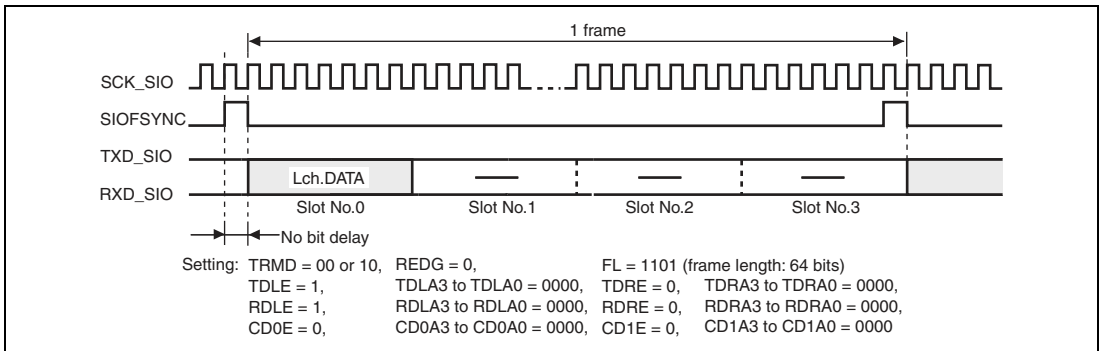 1 frame
SCK_SIO
SIOFSYNC
TXD_SIO
RXD_SIO
Lch.DATA
Slot No.0 Slot No.1 Slot No.2 Slot No.3
No bit delay
Setting: TRMD = 00 or 10, REDG = 0, FL = 1101 (frame length: 64 bits)
TDLE = 1, TDLA3 to TDLA0 = 0000, TDRE = 0, TDRA3 to TDRA0 = 0000,
RDLE = 1, RDLA3 to RDLA0 = 0000, RDRE = 0, RDRA3 to RDRA0 = 0000,
CD0E = 0, CD0A3 to CD0A0 = 0000, CD1E = 0, CD1A3 to CD1A0 = 0000